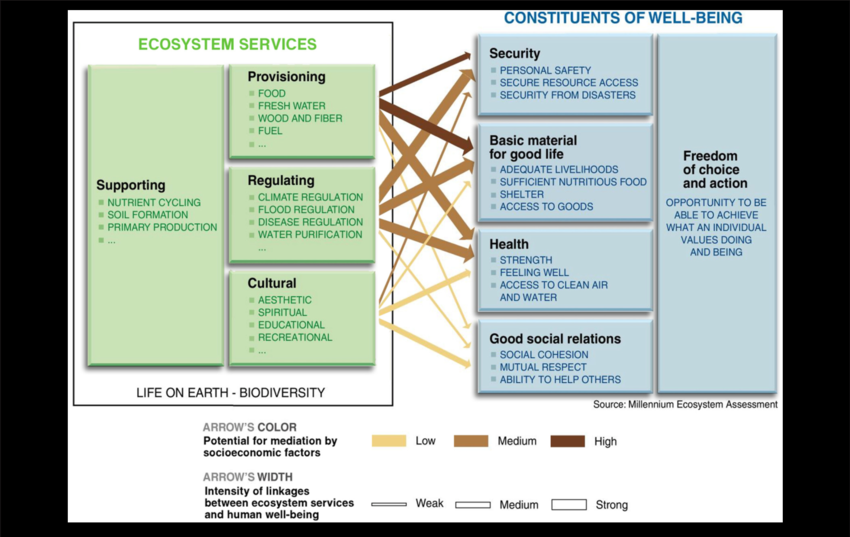 CONSTITUENTS OF WELL-BEING
ECOSYSTEM SERVICES
Supporting
NUTRIENT CYCLING
SOIL FORMATION
PRIMARY PRODUCTION
...
Provisioning
FOOD
FRESH WATER
WOOD AND FIBER
FUEL
...
Regulating
CLIMATE REGULATION
FLOOD REGULATION
DISEASE REGULATION
WATER PURIFICATION
...
Cultural
AESTHETIC
SPIRITUAL
EDUCATIONAL
RECREATIONAL
...
LIFE ON EARTH - BIODIVERSITY
Security
PERSONAL SAFETY
SECURE RESOURCE ACCESS
SECURITY FROM DISASTERS
Basic material
for good life
ADEQUATE LIVELIHOODS
SUFFICIENT NUTRITIOUS FOOD
SHELTER
ACCESS TO GOODS
Health
STRENGTH
FEELING WELL
ACCESS TO CLEAN AIR
AND WATER
Good social relations
SOCIAL COHESION
MUTUAL RESPECT
ABILITY TO HELP OTHERS
Freedom
of choice
and action
OPPORTUNITY TO BE
ABLE TO ACHIEVE
WHAT AN INDIVIDUAL
VALUES DOING
AND BEING
Source: Millennium Ecosystem Assessment
ARROW'S COLOR
Potential for mediation by
socioeconomic factors
Low
Medium
High
ARROW'S WIDTH
Intensity of linkages
between ecosystem services
and human well-being
Weak
Medium
Strong